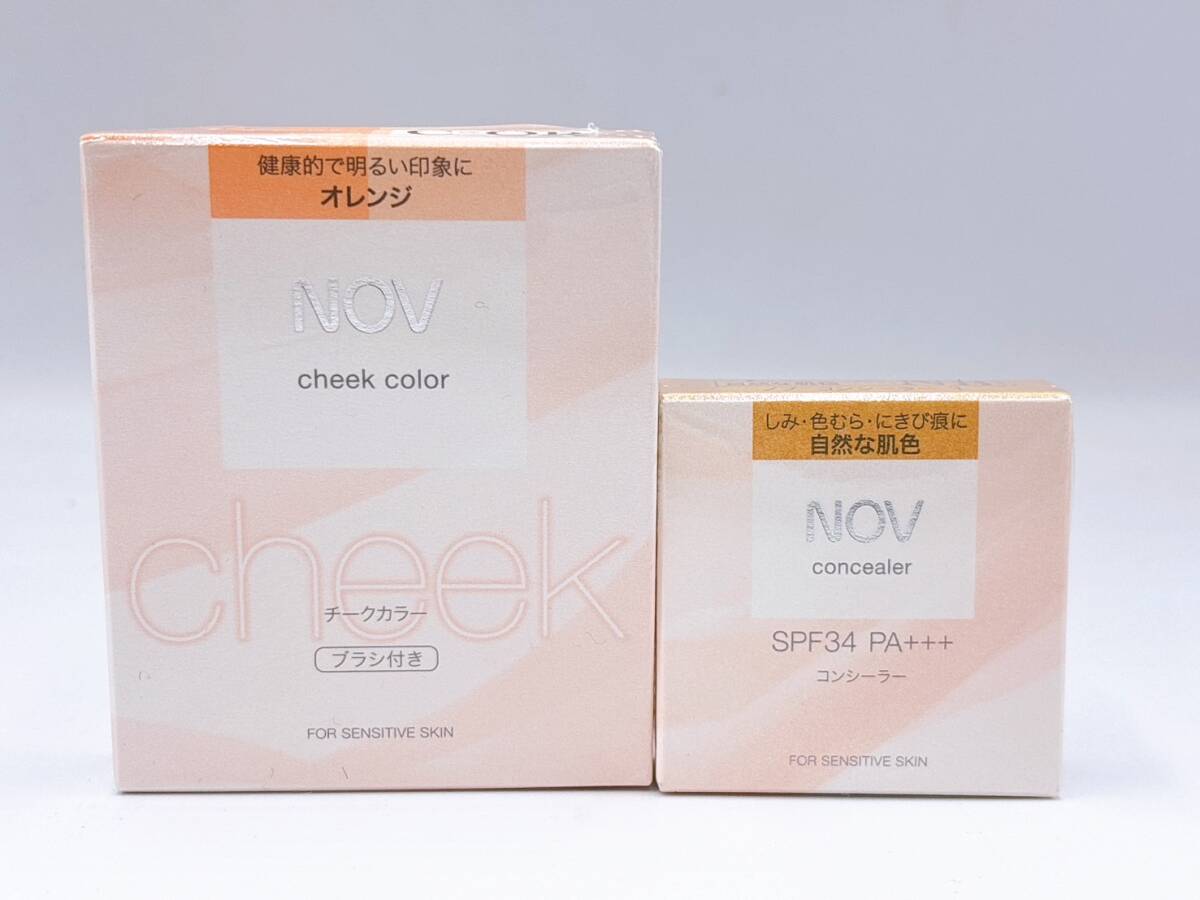 健康的で明るい印象に
オレンジ
NOV
cheek color
cheek
チークカラー
ブラシ付き
FOR SENSITIVE SKIN
しみ・色むら・にきび痕に
自然な肌色
NOV
concealer
SPF34 PA+++
コンシーラー
FOR SENSITIVE SKIN